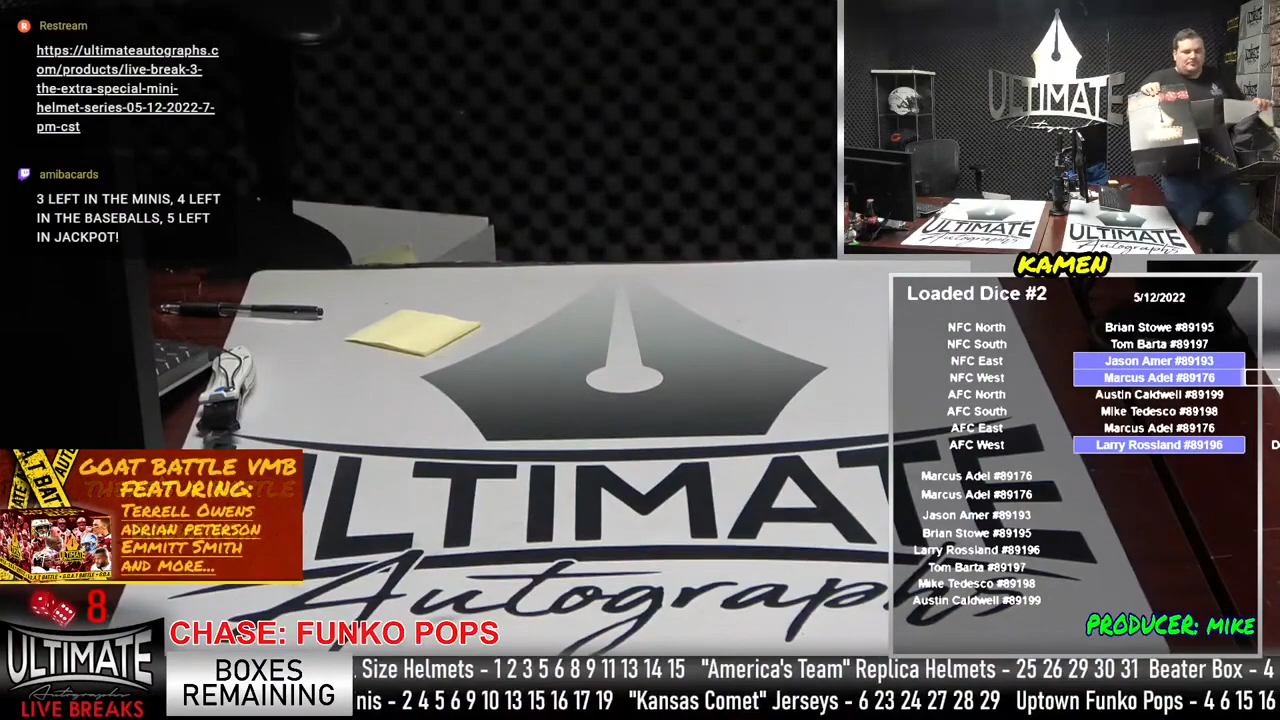 Restream
https://ultimateautographs.c
om/products/live-break-3-
the-extra-special-mini-
helmet-series-05-12-2022-7-
pm-cst
amibacards
3 LEFT IN THE MINIS, 4 LEFT
IN THE BASEBALLS, 5 LEFT
IN JACKPOT!
ULTIMATE
Autographs
ULTIMATE
Autographs
ULTIMATE
Autographs
KAMEN
Loaded Dice #2
5/12/2022
NFC North Brian Stowe #89195
NFC South Tom Barta #89197
NFC East Jason Amer #89193
NFC West Marcus Adel #89176
AFC North Austin Caldwell #89199
AFC South Mike Tedesco #89198
AFC East Marcus Adel #89176
AFC West Larry Rossland #89196
Marcus Adel #89176
Marcus Adel #89176
Jason Amer #89193
Brian Stowe #89195
Larry Rossland #89196
Tom Barta #89197
Mike Tedesco #89198
Austin Caldwell #89199
PRODUCER: MIKE
ULTIMATE
Autographs
GOAT BATTLE VMB
FEATURING:
TERRELL OWENS
ADRIAN PETERSON
EMMITT SMITH
AND MORE...
8
CHASE: FUNKO POPS
ULTIMATE
Autographs
LIVE BREAKS
BOXES
REMAINING
Size Helmets - 1 2 3 5 6 8 9 11 13 14 15 "America's Team" Replica Helmets - 25 26 29 30 31 Beater Box - 4
nis - 2 4 5 6 9 10 13 15 16 17 19 "Kansas Comet" Jerseys - 6 23 24 27 28 29 Uptown Funko Pops - 4 6 15 16